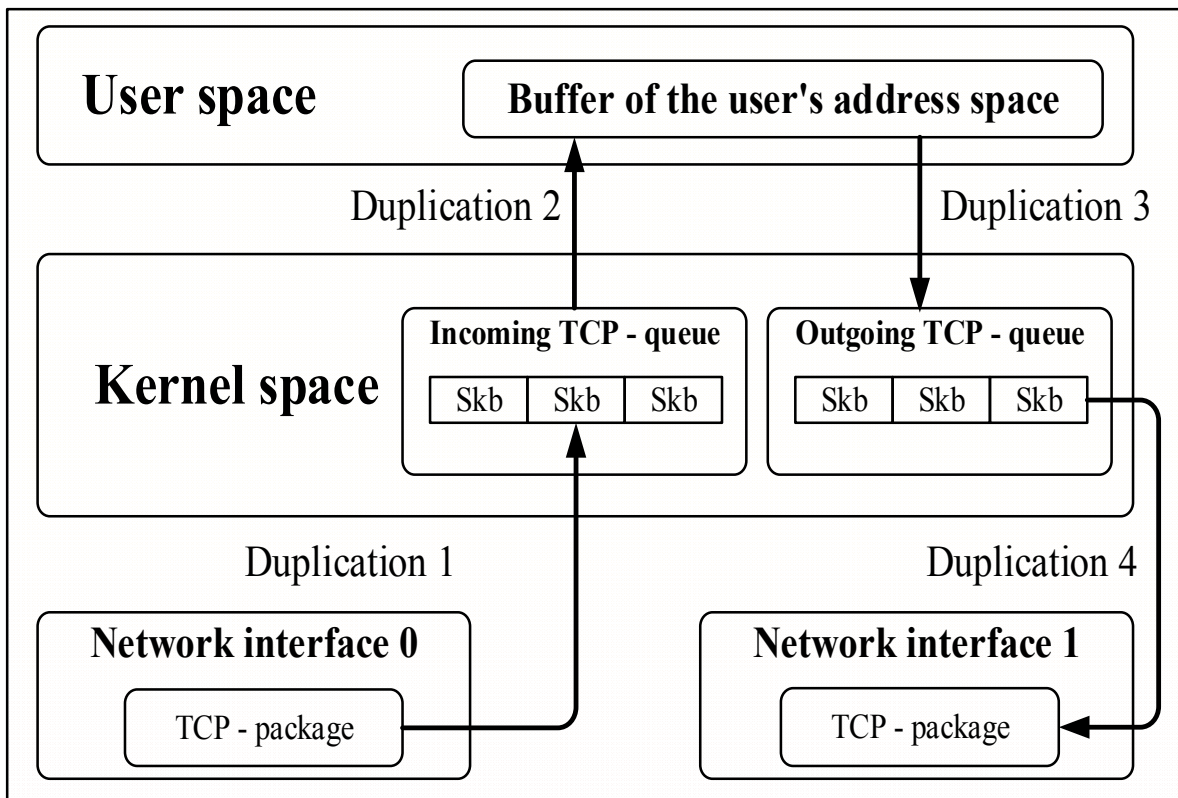 User space
Buffer of the user's address space
Duplication 2
Duplication 3
Kernel space
Incoming TCP - queue
Skb Skb Skb
Outgoing TCP - queue
Skb Skb Skb
Duplication 1
Duplication 4
Network interface 0
TCP - package
Network interface 1
TCP - package